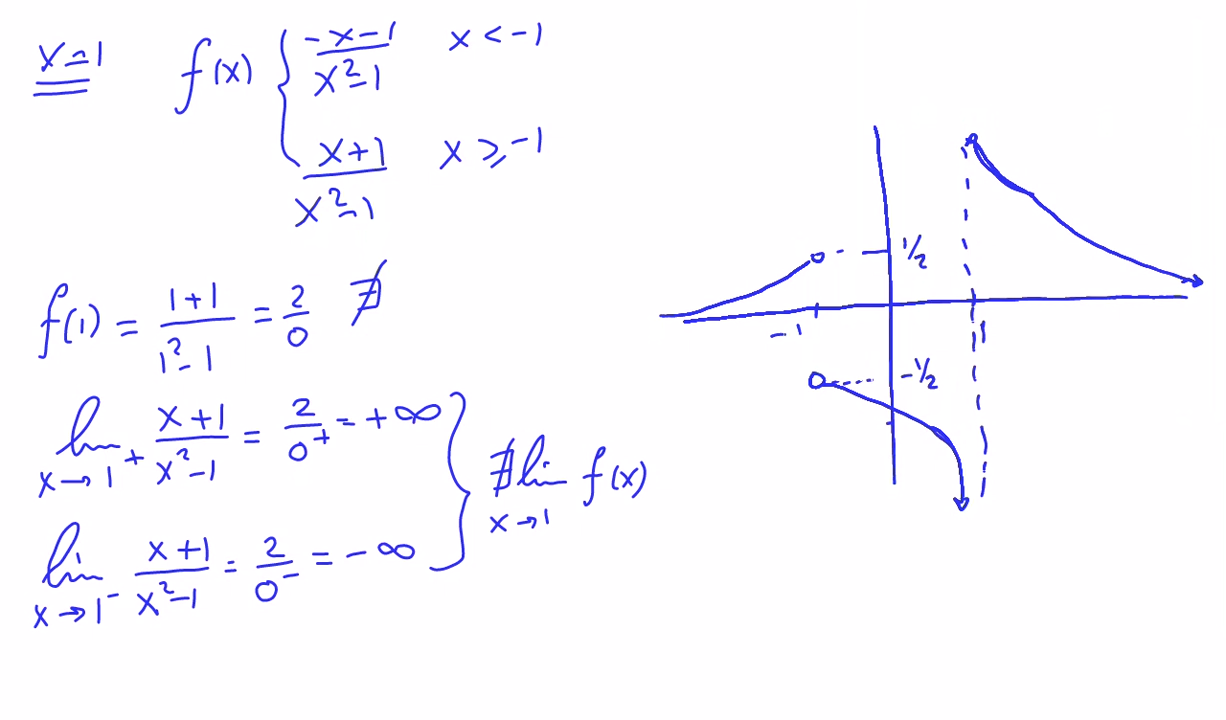 x=1 f(x) { (-x-1)/(x²-1) x < -1
(x+1)/(x²-1) x ≥ -1
f(1) = (1+1)/(1²-1) = 2/0 ∄
lim x→1⁺ (x+1)/(x²-1) = 2/0⁺ = +∞
lim x→1⁻ (x+1)/(x²-1) = 2/0⁻ = -∞
} ∄ lim x→1 f(x)
1/2
-1
1
-1/2